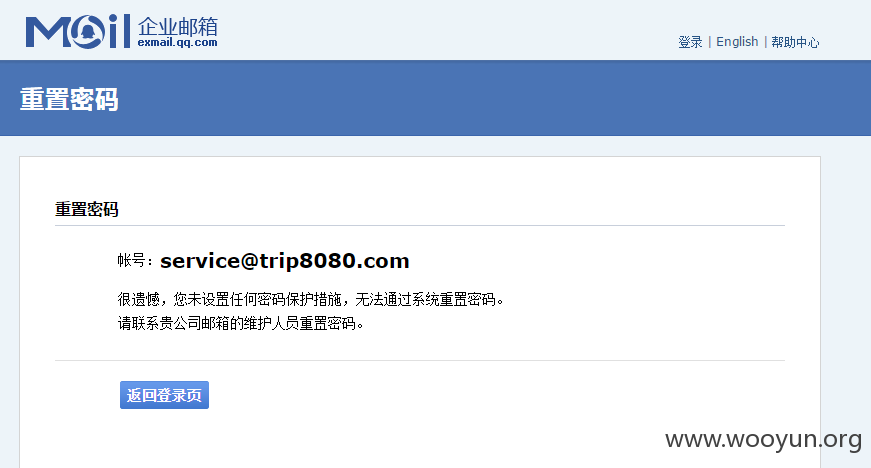 Mail 企业邮箱
exmail.qq.com
登录 | English | 帮助中心
重置密码
重置密码
帐号：service@trip8080.com
很遗憾，您未设置任何密码保护措施，无法通过系统重置密码。
请联系贵公司邮箱的维护人员重置密码。
返回登录页
www.wooyun.org